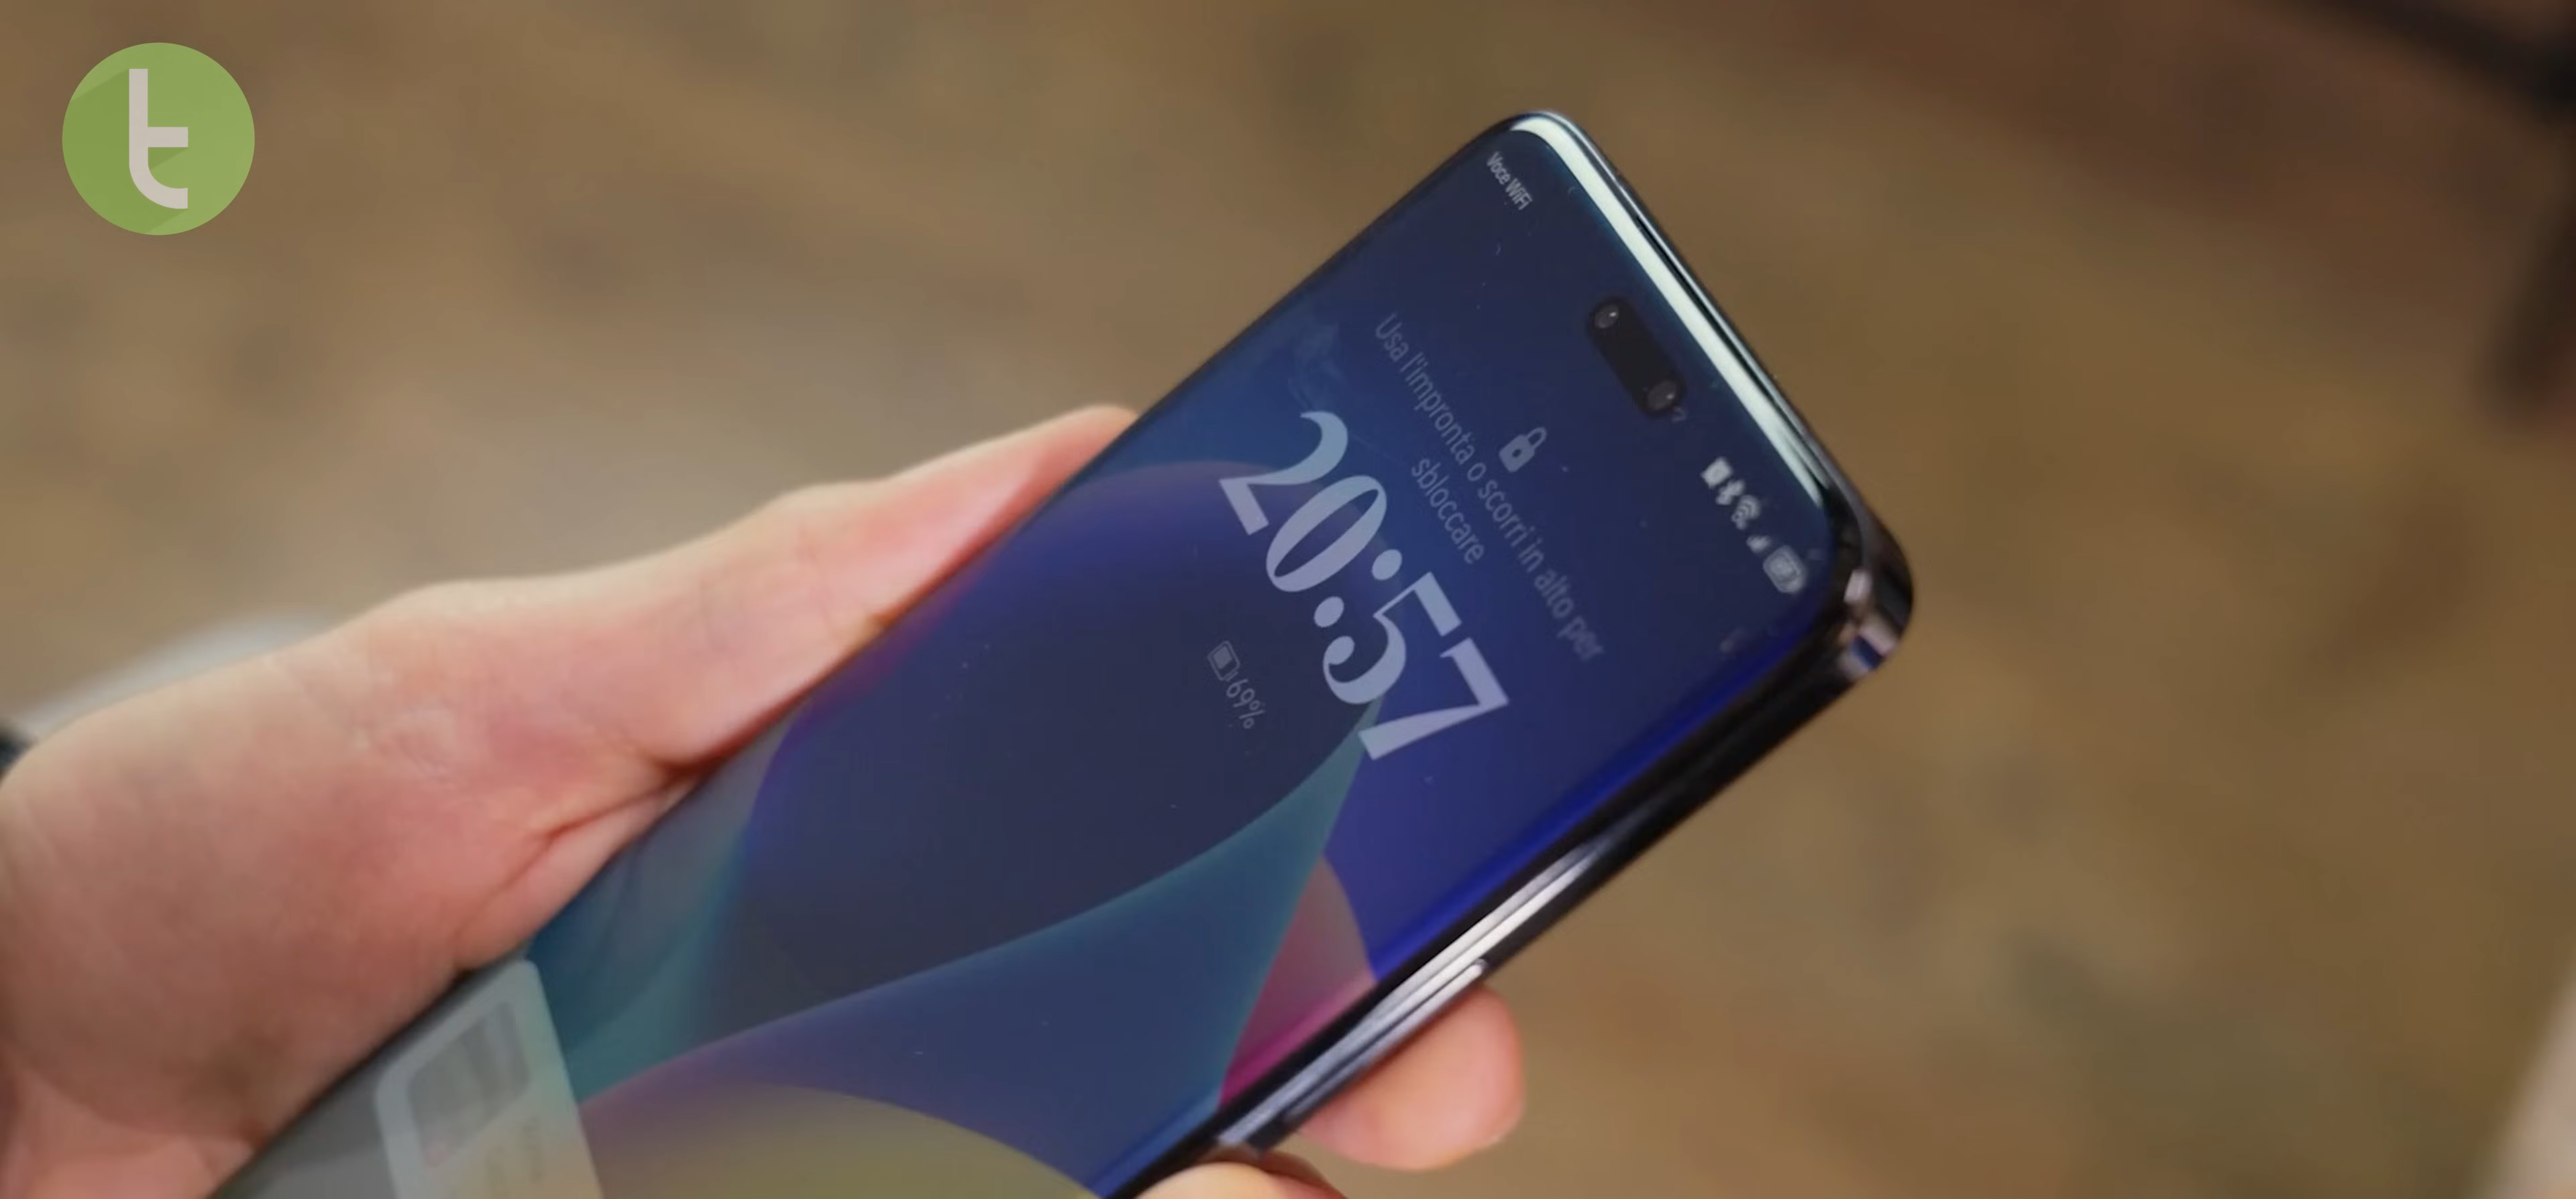 t
Voce WiFi
Usa l'impronta o scorri in alto per
sbloccare
20:57
69%